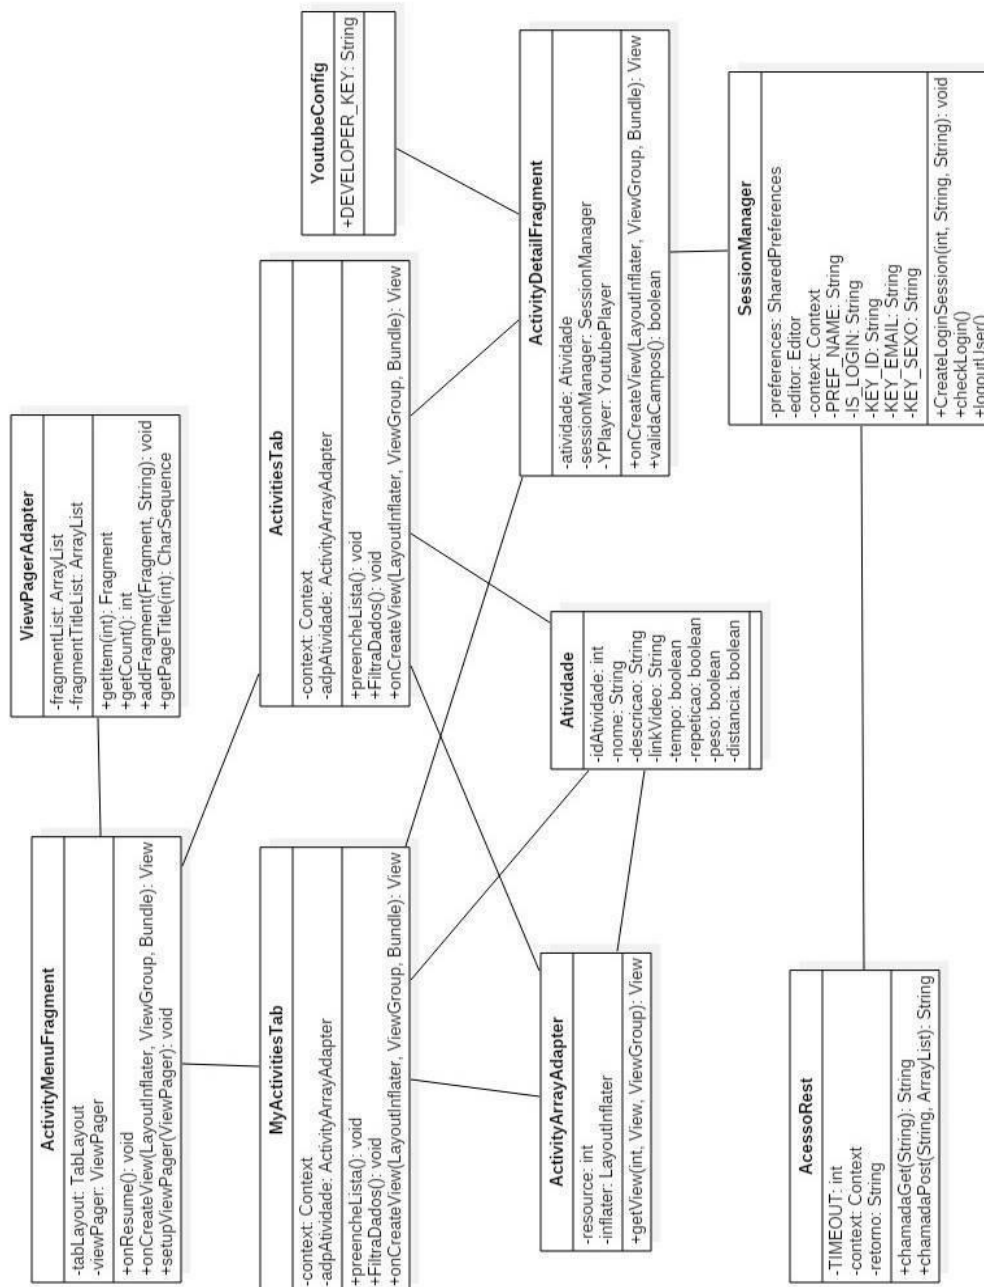 ActivityMenuFragment
-tabLayout: TabLayout
-viewPager: ViewPager
+onResume(): void
+onCreateView(LayoutInflater, ViewGroup, Bundle): View
+setupViewPager(ViewPager): void
ViewPagerAdapter
-fragmentList: ArrayList
-fragmentTitleList: ArrayList
+getItem(int): Fragment
+getCount(): int
+addFragment(Fragment, String): void
+getPageTitle(int): CharSequence
MyActivitiesTab
-context: Context
-adpAtividade: ActivityArrayAdapter
+preencheLista(): void
+FiltraDados(): void
+onCreateView(LayoutInflater, ViewGroup, Bundle): View
ActivitiesTab
-context: Context
-adpAtividade: ActivityArrayAdapter
+preencheLista(): void
+FiltraDados(): void
+onCreateView(LayoutInflater, ViewGroup, Bundle): View
YoutubeConfig
+DEVELOPER_KEY: String
ActivityArrayAdapter
-resource: int
-inflater: LayoutInflater
+getView(int, View, ViewGroup): View
Atividade
-idAtividade: int
-nome: String
-descricao: String
-linkVideo: String
-tempo: boolean
-repeticao: boolean
-peso: boolean
-distancia: boolean
ActivityDetailFragment
-atividade: Atividade
-sessionManager: SessionManager
-YPlayer: YoutubePlayer
+onCreateView(LayoutInflater, ViewGroup, Bundle): View
+validaCampos(): boolean
AcessoRest
-TIMEOUT: int
-context: Context
-retorno: String
+chamadaGet(String): String
+chamadaPost(String, ArrayList): String
SessionManager
-preferences: SharedPreferences
-editor: Editor
-context: Context
-PREF_NAME: String
-IS_LOGIN: String
-KEY_ID: String
-KEY_EMAIL: String
-KEY_SEXO: String
+CreateLoginSession(int, String, String): void
+checkLogin()
+logoutUser()